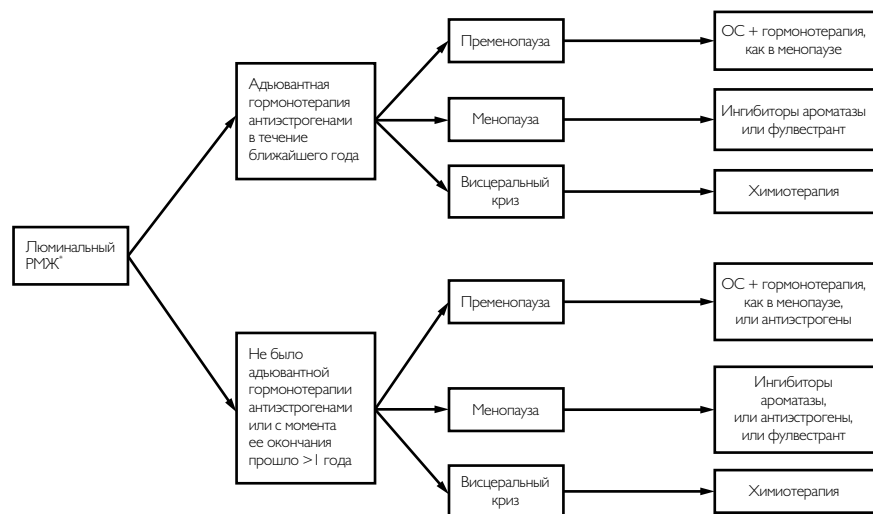 Люминальный
РМЖ*
Адъювантная
гормонотерапия
антиэстрогенами
в течение
ближайшего года
Пременопауза
ОС + гормонотерапия,
как в менопаузе
Менопауза
Ингибиторы ароматазы
или фулвестрант
Висцеральный
криз
Химиотерапия
Не было
адъювантной
гормонотерапии
антиэстрогенами
или с момента
ее окончания
прошло >1 года
Пременопауза
ОС + гормонотерапия,
как в менопаузе,
или антиэстрогены
Менопауза
Ингибиторы
ароматазы,
или антиэстрогены,
или фулвестрант
Висцеральный
криз
Химиотерапия